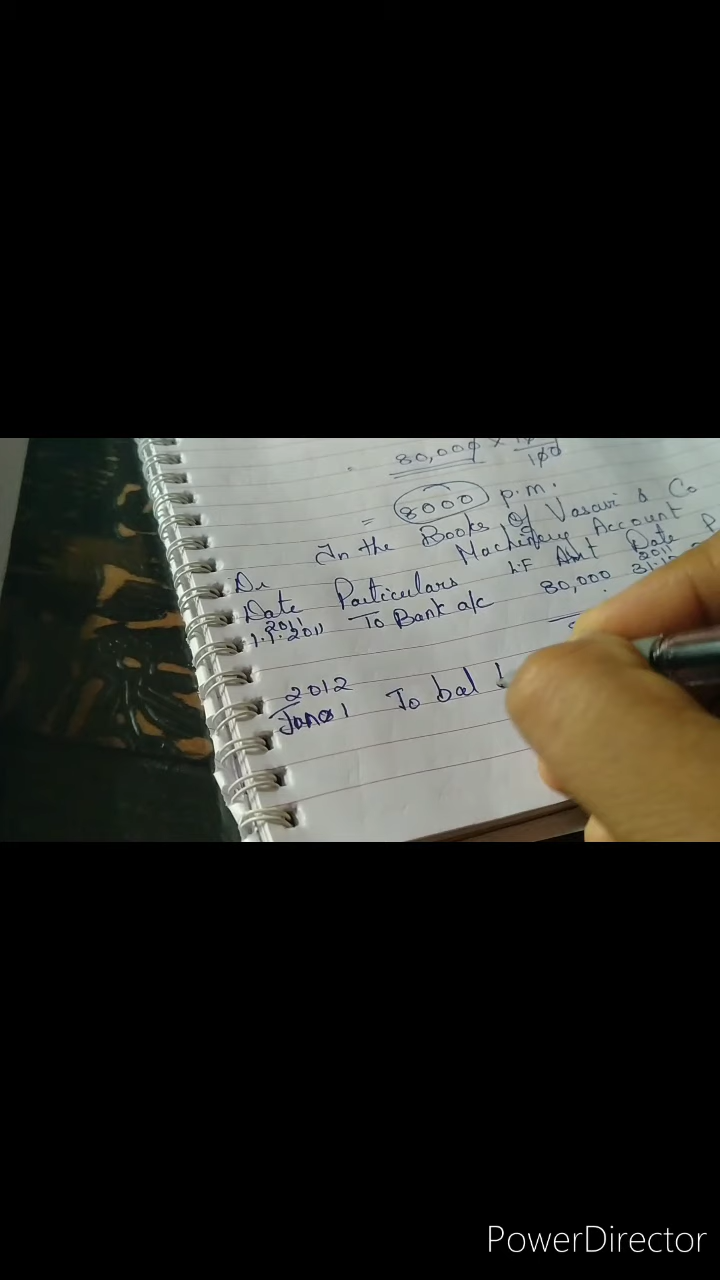 80,000 ×
100
= 8000 p.m.
In the Books Of Vasavi & Co
Dr Machinery Account
Date Particulars L.F Amt Date P
2011 2011
1.1.2011 To Bank a/c 80,000
2012
Jan 1 To bal
PowerDirector